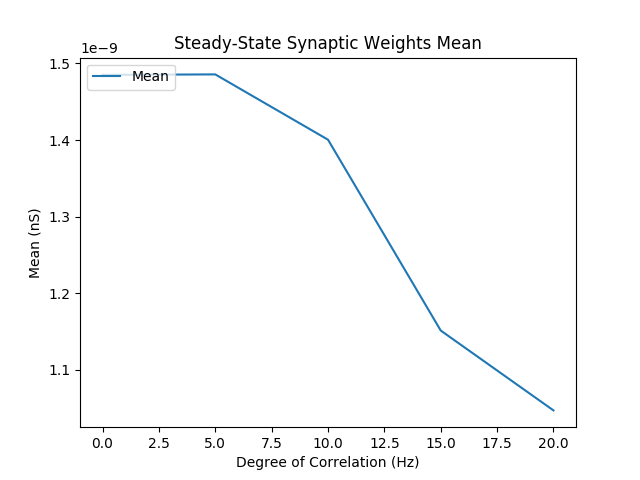 Steady-State Synaptic Weights Mean
1e−9
Mean
1.5
1.4
1.3
1.2
1.1
Mean (nS)
0.0 2.5 5.0 7.5 10.0 12.5 15.0 17.5 20.0
Degree of Correlation (Hz)